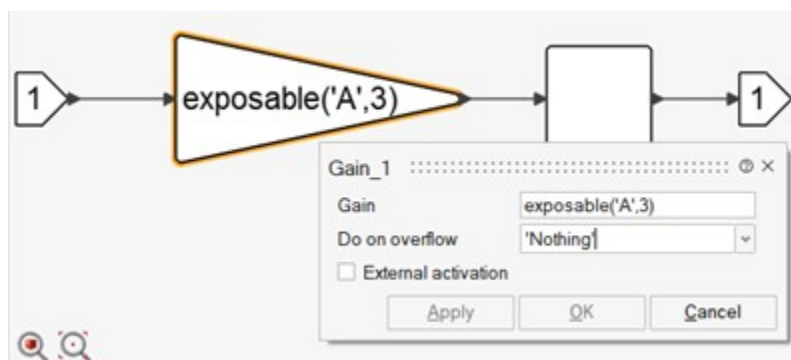 1
exposable('A',3)
1
Gain_1
Gain exposable('A',3)
Do on overflow 'Nothing'
External activation
Apply OK Cancel